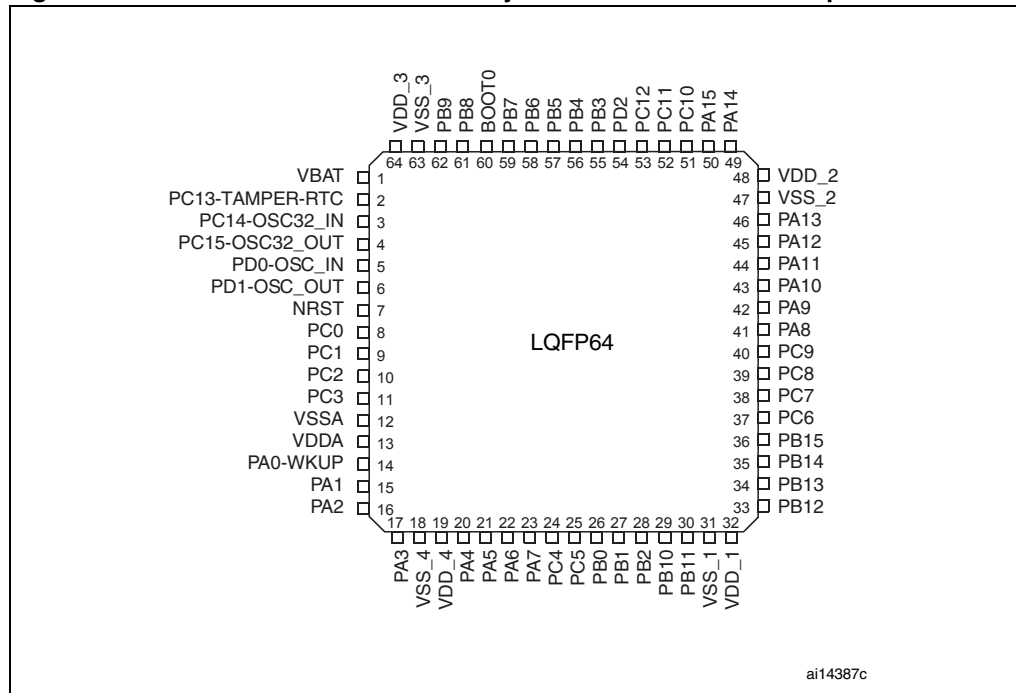 VDD_3
VSS_3
PB9
PB8
BOOT0
PB7
PB6
PB5
PB4
PB3
PD2
PC12
PC11
PC10
PA15
PA14
64 63 62 61 60 59 58 57 56 55 54 53 52 51 50 49
VBAT 1
PC13-TAMPER-RTC 2
PC14-OSC32_IN 3
PC15-OSC32_OUT 4
PD0-OSC_IN 5
PD1-OSC_OUT 6
NRST 7
PC0 8
PC1 9
PC2 10
PC3 11
VSSA 12
VDDA 13
PA0-WKUP 14
PA1 15
PA2 16
LQFP64
48 VDD_2
47 VSS_2
46 PA13
45 PA12
44 PA11
43 PA10
42 PA9
41 PA8
40 PC9
39 PC8
38 PC7
37 PC6
36 PB15
35 PB14
34 PB13
33 PB12
17 18 19 20 21 22 23 24 25 26 27 28 29 30 31 32
PA3
VSS_4
VDD_4
PA4
PA5
PA6
PA7
PC4
PC5
PB0
PB1
PB2
PB10
PB11
VSS_1
VDD_1
ai14387c